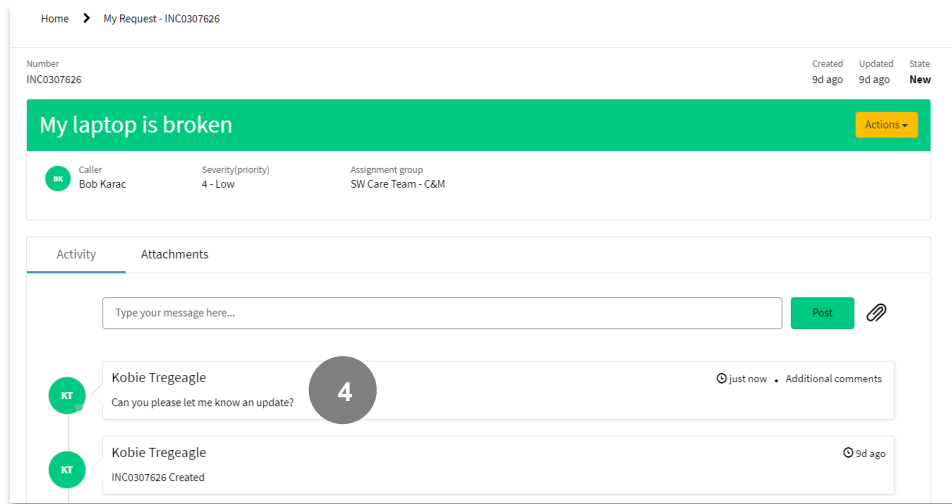 Home > My Request - INC0307626
Number Created Updated State
INC0307626 9d ago 9d ago New
My laptop is broken Actions
BK
Caller Severity(priority) Assignment group
Bob Karac 4 - Low SW Care Team - C&M
Activity Attachments
Type your message here... Post
Kobie Tregeagle just now • Additional comments
KT
Can you please let me know an update?
4
Kobie Tregeagle 9d ago
KT
INC0307626 Created